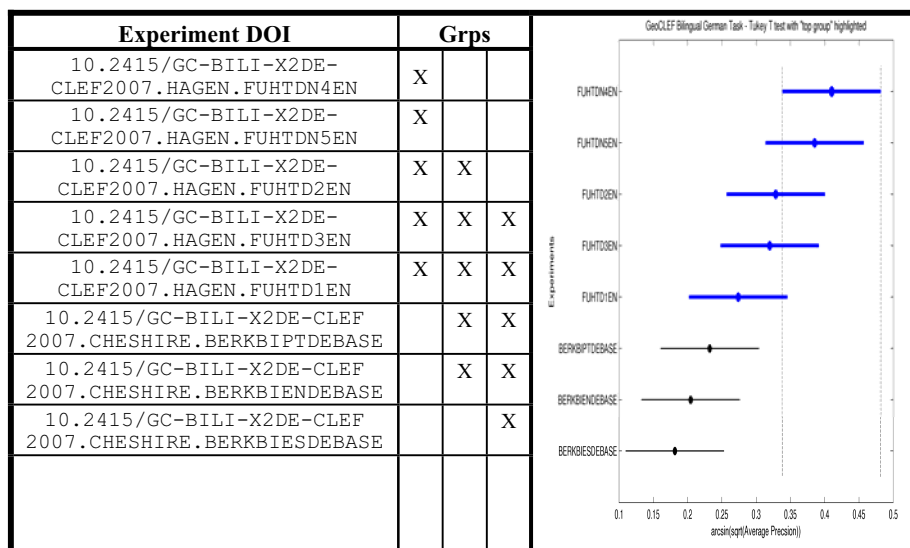 Experiment DOI Grps
10.2415/GC-BILI-X2DE-
CLEF2007.HAGEN.FUHTDN4EN X
10.2415/GC-BILI-X2DE-
CLEF2007.HAGEN.FUHTDN5EN X
10.2415/GC-BILI-X2DE-
CLEF2007.HAGEN.FUHTD2EN X X
10.2415/GC-BILI-X2DE-
CLEF2007.HAGEN.FUHTD3EN X X X
10.2415/GC-BILI-X2DE-
CLEF2007.HAGEN.FUHTD1EN X X X
10.2415/GC-BILI-X2DE-CLEF
2007.CHESHIRE.BERKBIPTDEBASE X X
10.2415/GC-BILI-X2DE-CLEF
2007.CHESHIRE.BERKBIENDEBASE X X
10.2415/GC-BILI-X2DE-CLEF
2007.CHESHIRE.BERKBIESDEBASE X
GeoCLEF Bilingual German Task - Tukey T test with "top group" highlighted
Experiments
FUHTDN4EN
FUHTDN5EN
FUHTD2EN
FUHTD3EN
FUHTD1EN
BERKBIPTDEBASE
BERKBIENDEBASE
BERKBIESDEBASE
0.1 0.15 0.2 0.25 0.3 0.35 0.4 0.45 0.5
arcsin(sqrt(Average Precsion))